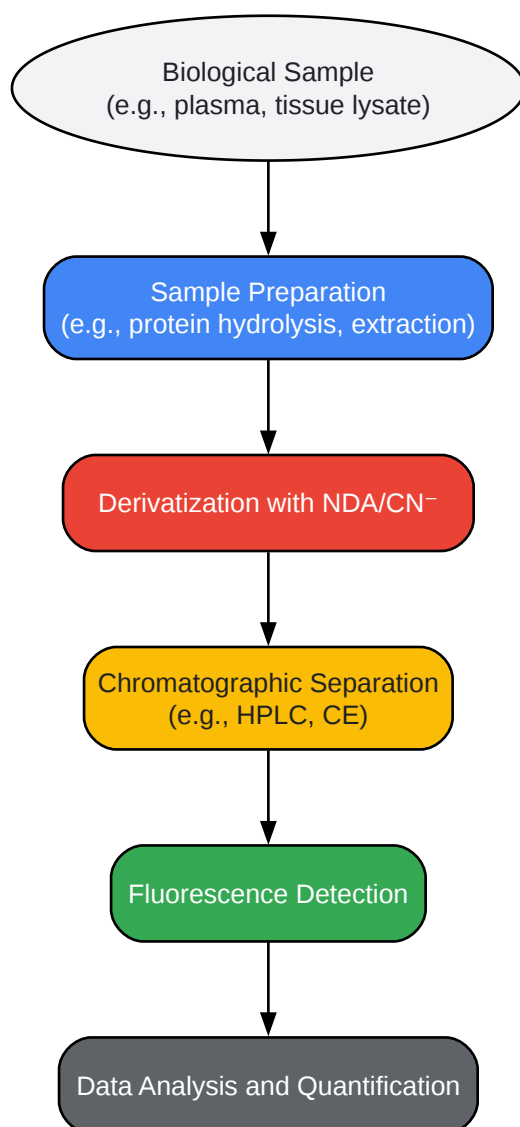 Biological Sample
(e.g., plasma, tissue lysate)
Sample Preparation
(e.g., protein hydrolysis, extraction)
Derivatization with NDA/CN⁻
Chromatographic Separation
(e.g., HPLC, CE)
Fluorescence Detection
Data Analysis and Quantification